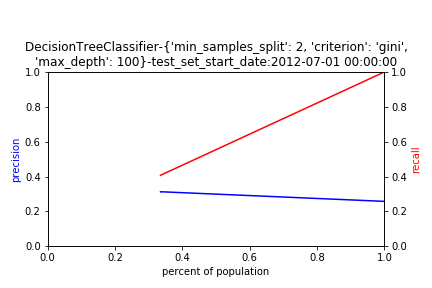 DecisionTreeClassifier-{'min_samples_split': 2, 'criterion': 'gini',
'max_depth': 100}-test_set_start_date:2012-07-01 00:00:00
1.0
0.8
0.6
0.4
0.2
0.0
precision
1.0
0.8
0.6
0.4
0.2
0.0
recall
0.0 0.2 0.4 0.6 0.8 1.0
percent of population